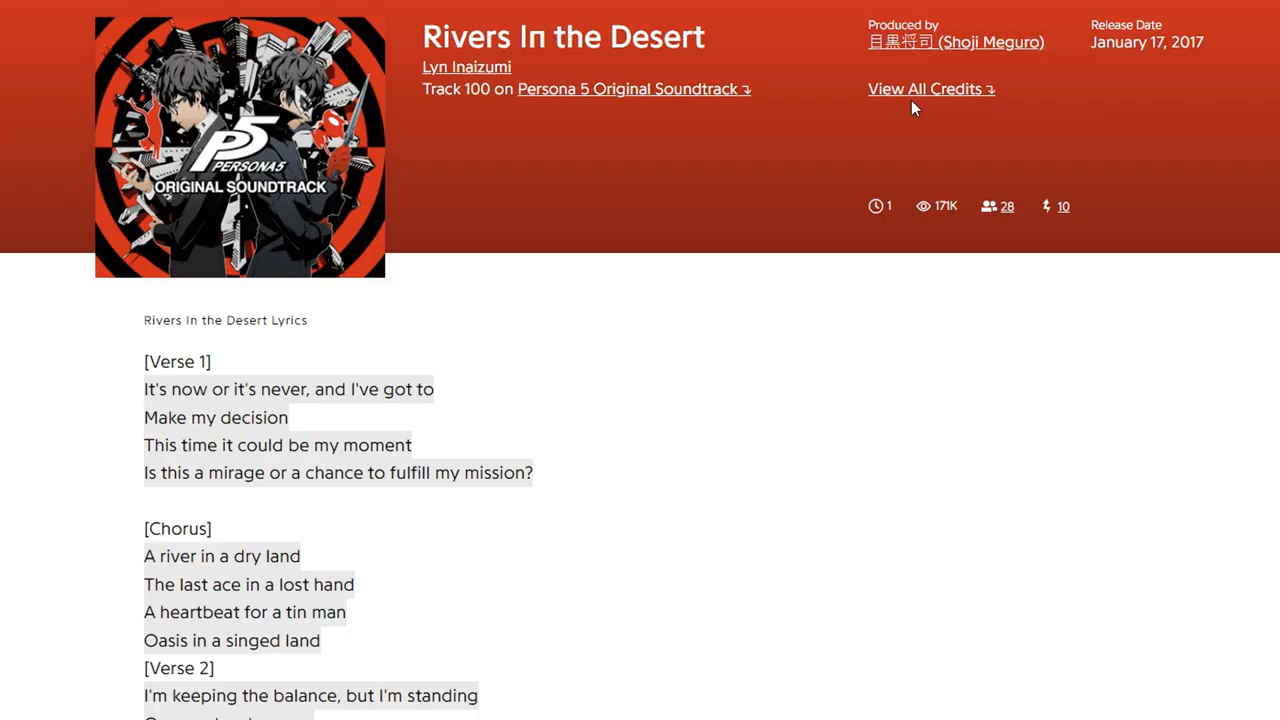 Rivers In the Desert
Lyn Inaizumi
Track 100 on Persona 5 Original Soundtrack
Produced by
目黒将司 (Shoji Meguro)
View All Credits
Release Date
January 17, 2017
1 171K 28 10
P5
PERSONA5
ORIGINAL SOUNDTRACK
Rivers In the Desert Lyrics
[Verse 1]
It's now or it's never, and I've got to
Make my decision
This time it could be my moment
Is this a mirage or a chance to fulfill my mission?
[Chorus]
A river in a dry land
The last ace in a lost hand
A heartbeat for a tin man
Oasis in a singed land
[Verse 2]
I'm keeping the balance, but I'm standing